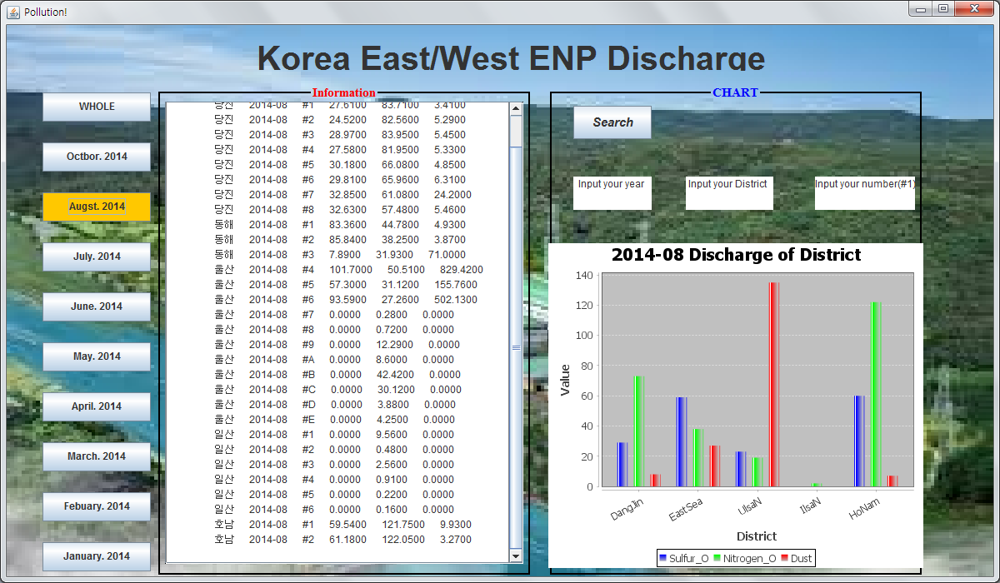 Pollution!
Korea East/West ENP Discharge
WHOLE
Octbor. 2014
Augst. 2014
July. 2014
June. 2014
May. 2014
April. 2014
March. 2014
Febuary. 2014
January. 2014
Information
당진 2014-08 #1 27.6100 83.7100 3.4100
당진 2014-08 #2 24.5200 82.5600 5.2900
당진 2014-08 #3 28.9700 83.9500 5.4500
당진 2014-08 #4 27.5800 81.9500 5.3300
당진 2014-08 #5 30.1800 66.0800 4.8500
당진 2014-08 #6 29.8100 65.9600 6.3100
당진 2014-08 #7 32.8500 61.0800 24.2000
당진 2014-08 #8 32.6300 57.4800 5.4600
동해 2014-08 #1 83.3600 44.7800 4.9300
동해 2014-08 #2 85.8400 38.2500 3.8700
동해 2014-08 #3 7.8900 31.9300 71.0000
울산 2014-08 #4 101.7000 50.5100 829.4200
울산 2014-08 #5 57.3000 31.1200 155.7600
울산 2014-08 #6 93.5900 27.2600 502.1300
울산 2014-08 #7 0.0000 0.2800 0.0000
울산 2014-08 #8 0.0000 0.7200 0.0000
울산 2014-08 #9 0.0000 12.2900 0.0000
울산 2014-08 #A 0.0000 8.6000 0.0000
울산 2014-08 #B 0.0000 42.4200 0.0000
울산 2014-08 #C 0.0000 30.1200 0.0000
울산 2014-08 #D 0.0000 3.8800 0.0000
울산 2014-08 #E 0.0000 4.2500 0.0000
일산 2014-08 #1 0.0000 9.5600 0.0000
일산 2014-08 #2 0.0000 0.4800 0.0000
일산 2014-08 #3 0.0000 2.5600 0.0000
일산 2014-08 #4 0.0000 0.9100 0.0000
일산 2014-08 #5 0.0000 0.2200 0.0000
일산 2014-08 #6 0.0000 0.1600 0.0000
호남 2014-08 #1 59.5400 121.7500 9.9300
호남 2014-08 #2 61.1800 122.0500 3.2700
CHART
Search
Input your year Input your District Input your number(#1)
2014-08 Discharge of District
140
120
100
80
60
40
20
0
Value
DangJin EastSea UlsaN IlsaN HoNam
District
Sulfur_O Nitrogen_O Dust